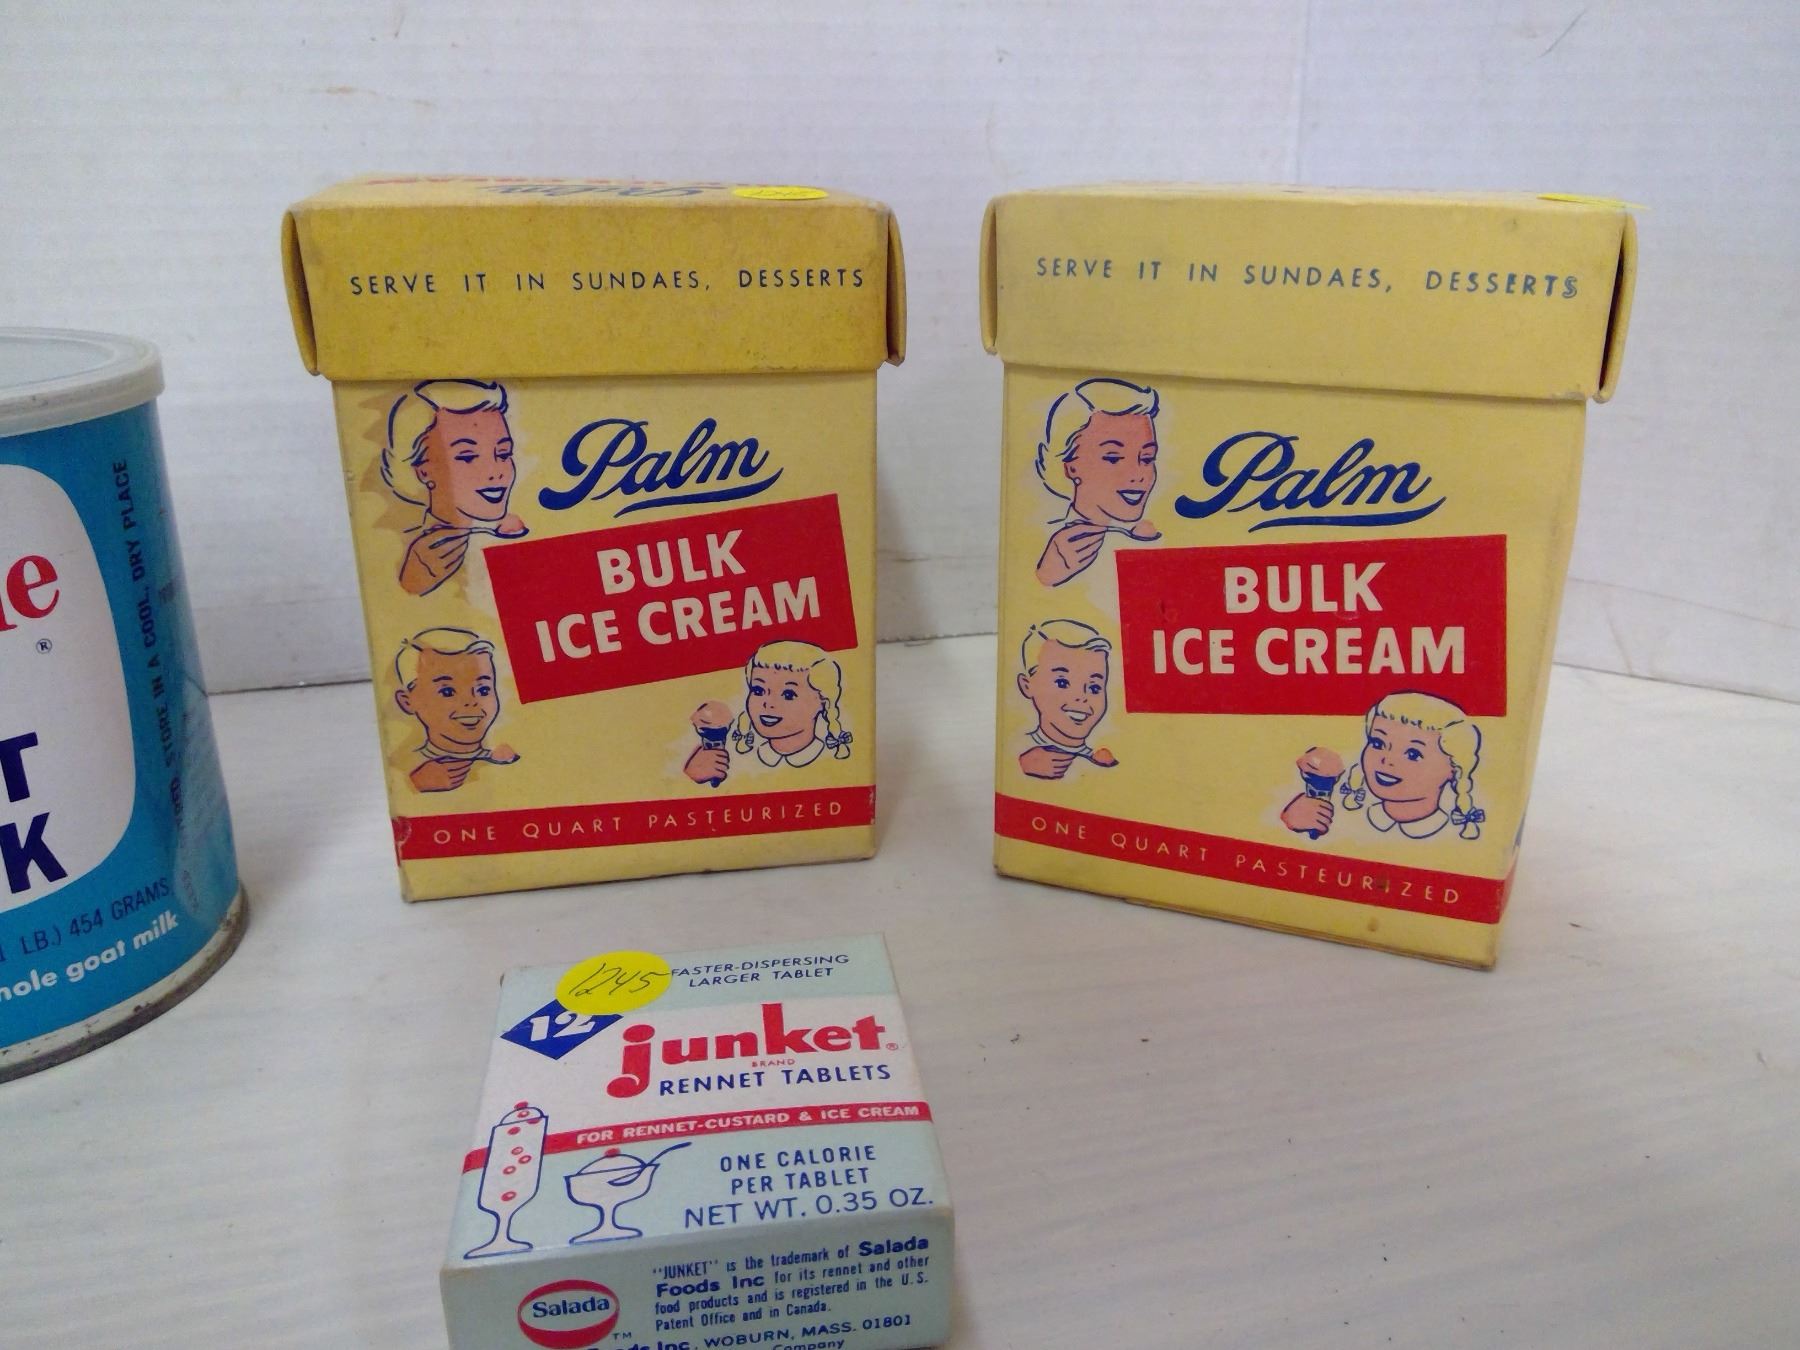 Palm
SERVE IT IN SUNDAES, DESSERTS
Palm
BULK
ICE CREAM
ONE QUART PASTEURIZED
SERVE IT IN SUNDAES, DESSERTS
Palm
BULK
ICE CREAM
ONE QUART PASTEURIZED
®
STORE IN A COOL, DRY PLACE
T
K
LB.) 454 GRAMS
goat milk
1245
FASTER-DISPERSING
LARGER TABLET
12
junket®
BRAND
RENNET TABLETS
FOR RENNET-CUSTARD & ICE CREAM
ONE CALORIE
PER TABLET
NET WT. 0.35 OZ.
Salada
TM
"JUNKET" is the trademark of Salada
Foods Inc for its rennet and other
food products and is registered in the U.S.
Patent Office and in Canada.
Inc, WOBURN, MASS. 01801
Company